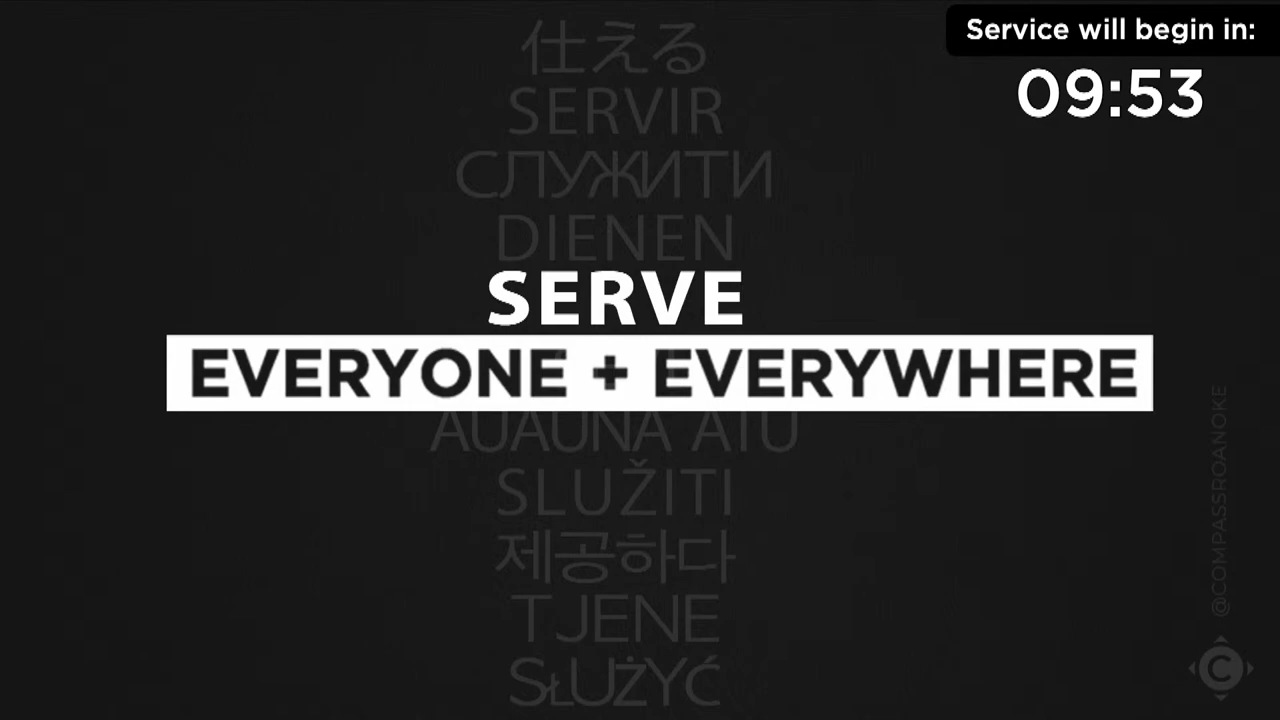 Service will begin in:
09:53
仕える
SERVIR
СЛУЖИТИ
DIENEN
SERVE
EVERYONE + EVERYWHERE
AUAUNA ATU
SLUŽITI
제공하다
TJENE
SŁUŻYĆ
@COMPASSROANOKE
C